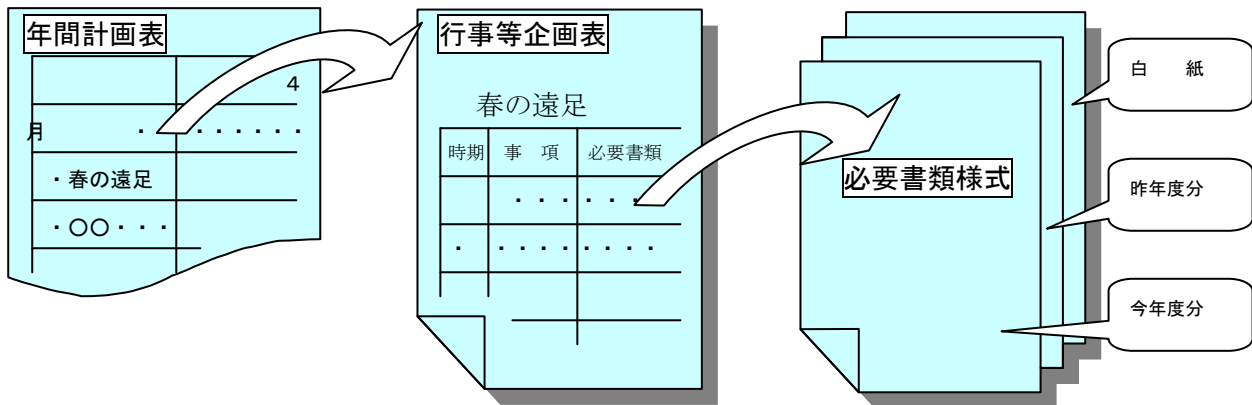 年間計画表
4
月 ・・・・・・・・・
・春の遠足
・〇〇・・・
行事等企画表
春の遠足
時期 事 項 必要書類
・・・・・・
・ ・・・・・・・・
必要書類様式
白 紙
昨年度分
今年度分